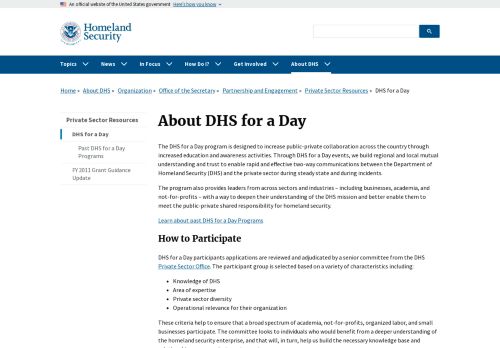 An official website of the United States government Here's how you know
Homeland
Security
Topics News In Focus How Do I? Get Involved About DHS
Home » About DHS » Organization » Office of the Secretary » Partnership and Engagement » Private Sector Resources » DHS for a Day
Private Sector Resources
DHS for a Day
Past DHS for a Day
Programs
FY 2011 Grant Guidance
Update
About DHS for a Day
The DHS for a Day program is designed to increase public-private collaboration across the country through
increased education and awareness activities. Through DHS for a Day events, we build regional and local mutual
understanding and trust to enable rapid and effective two-way communications between the Department of
Homeland Security (DHS) and the private sector during steady state and during incidents.
The program also provides leaders from across sectors and industries – including businesses, academia, and
not-for-profits – with a way to deepen their understanding of the DHS mission and better enable them to
meet the public-private shared responsibility for homeland security.
Learn about past DHS for a Day Programs.
How to Participate
DHS for a Day participants applications are reviewed and adjudicated by a senior committee from the DHS
Private Sector Office. The participant group is selected based on a variety of characteristics including:
Knowledge of DHS
Area of expertise
Private sector diversity
Operational relevance for their organization
These criteria help to ensure that a broad spectrum of academia, not-for-profits, organized labor, and small
businesses participate. The committee looks to individuals who would benefit from a deeper understanding of
the homeland security enterprise, and that will, in turn, help us build the necessary knowledge base and